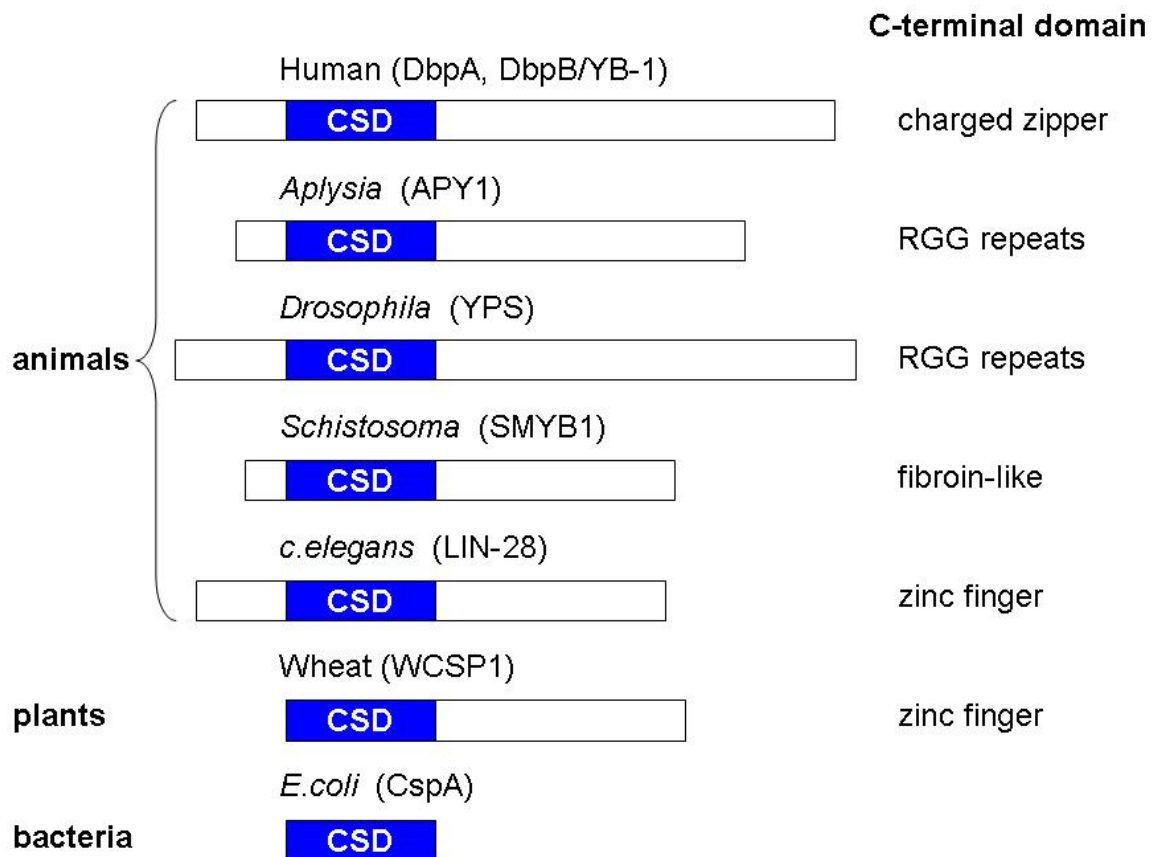 C-terminal domain
Human (DbpA, DbpB/YB-1)
CSD
charged zipper
Aplysia (APY1)
CSD
RGG repeats
Drosophila (YPS)
animals
CSD
RGG repeats
Schistosoma (SMYB1)
CSD
fibroin-like
c.elegans (LIN-28)
CSD
zinc finger
Wheat (WCSP1)
plants
CSD
zinc finger
E.coli (CspA)
bacteria
CSD